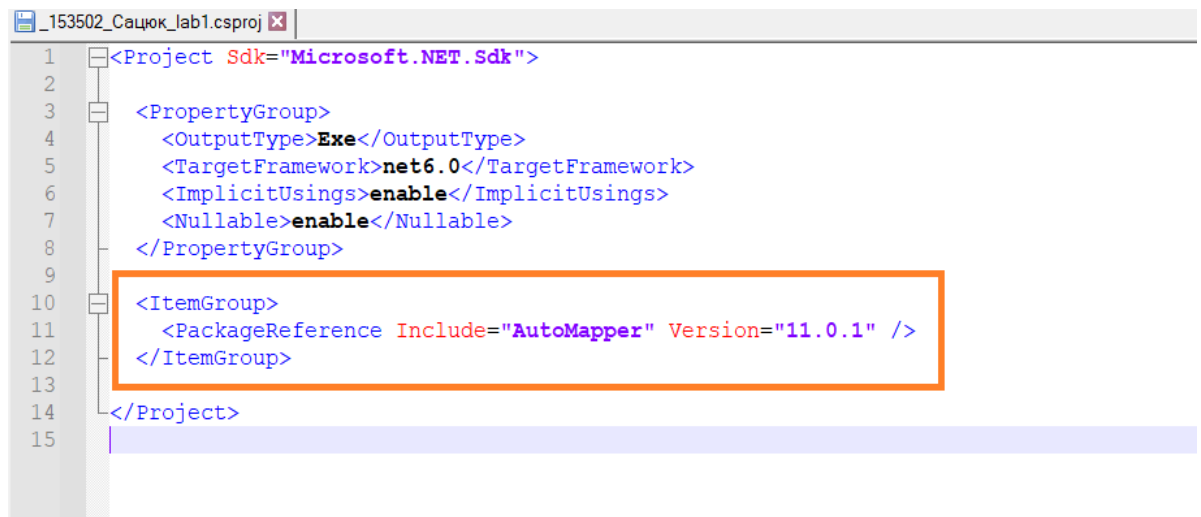 _153502_Сацюк_lab1.csproj
1 <Project Sdk="Microsoft.NET.Sdk">
2
3 <PropertyGroup>
4 <OutputType>Exe</OutputType>
5 <TargetFramework>net6.0</TargetFramework>
6 <ImplicitUsings>enable</ImplicitUsings>
7 <Nullable>enable</Nullable>
8 </PropertyGroup>
9
10 <ItemGroup>
11 <PackageReference Include="AutoMapper" Version="11.0.1" />
12 </ItemGroup>
13
14 </Project>
15